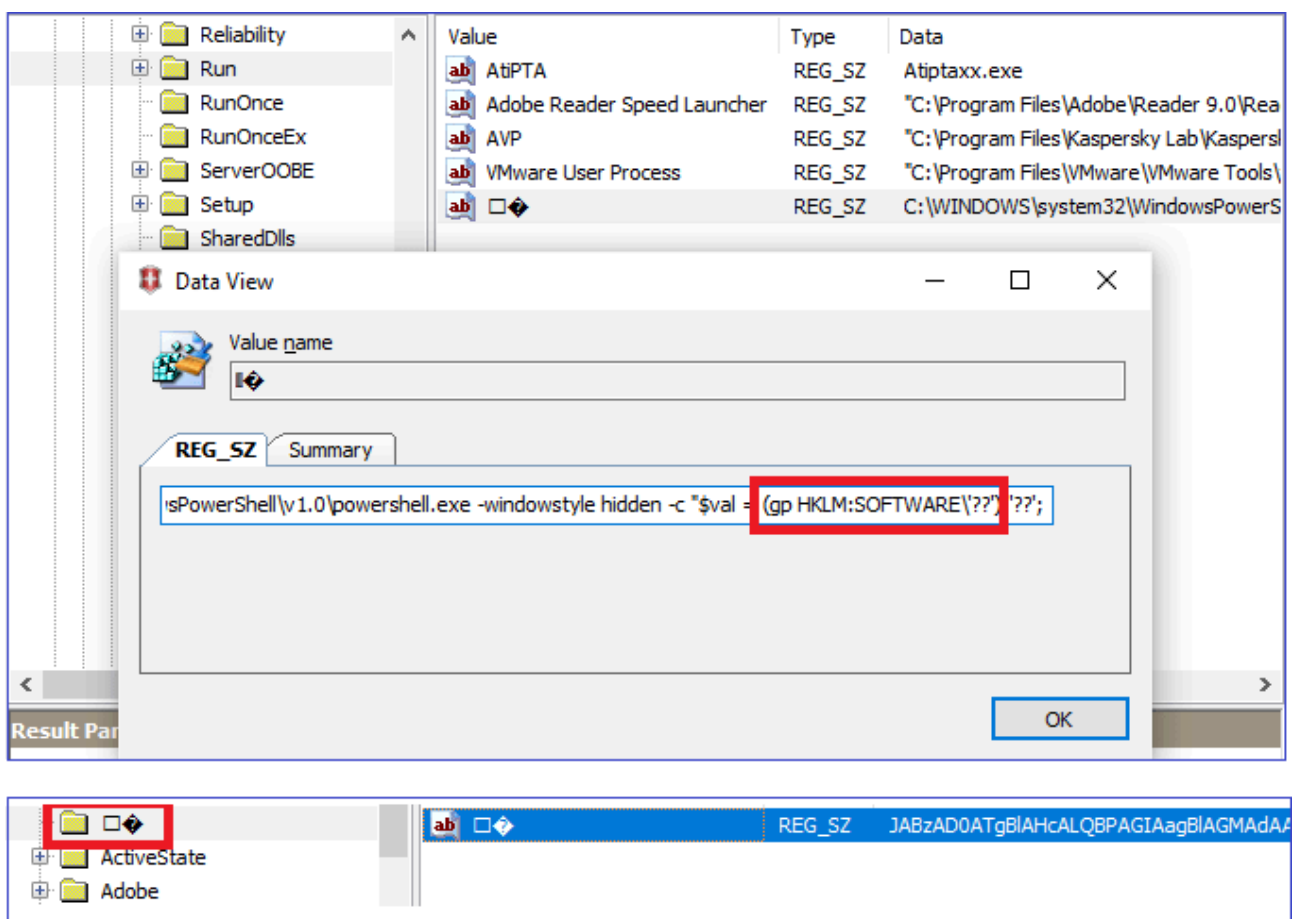 Reliability
Value Type Data
Run
AtiPTA REG_SZ Atiptaxx.exe
RunOnce
Adobe Reader Speed Launcher REG_SZ "C:\Program Files\Adobe\Reader 9.0\Rea
RunOnceEx
AVP REG_SZ "C:\Program Files\Kaspersky Lab\Kaspersl
ServerOOBE
VMware User Process REG_SZ "C:\Program Files\VMware\VMware Tools\
Setup
□� REG_SZ C:\WINDOWS\system32\WindowsPowerS
SharedDlls
Data View
Value name
�
REG_SZ Summary
sPowerShell\v1.0\powershell.exe -windowstyle hidden -c "$val = (gp HKLM:SOFTWARE\'??').'??';
OK
Result Par
□� □� REG_SZ JABzAD0ATgBlAHcALQBPAGIAagBlAGMAdAA
ActiveState
Adobe